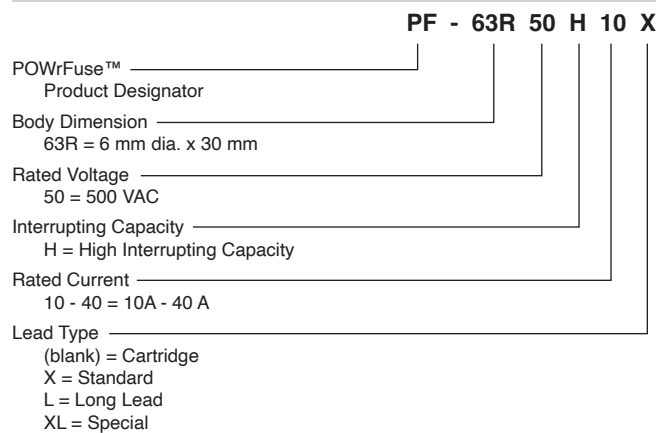 PF - 63R 50 H 10 X
POWrFuse™
Product Designator
Body Dimension
63R = 6 mm dia. x 30 mm
Rated Voltage
50 = 500 VAC
Interrupting Capacity
H = High Interrupting Capacity
Rated Current
10 - 40 = 10A - 40 A
Lead Type
(blank) = Cartridge
X = Standard
L = Long Lead
XL = Special